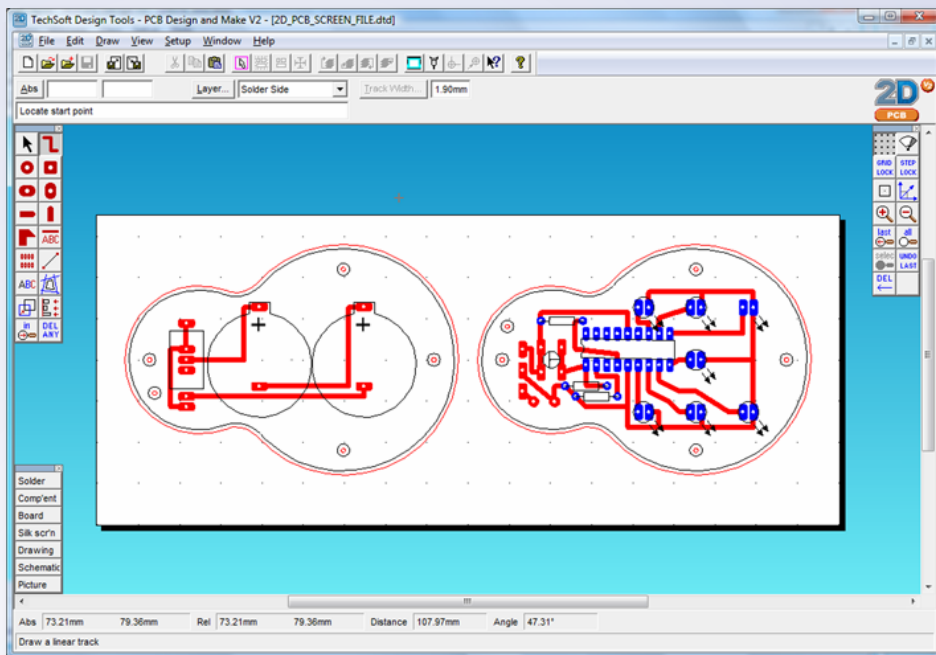 TechSoft Design Tools - PCB Design and Make V2 - [2D_PCB_SCREEN_FILE.dtd]
File Edit Draw View Setup Window Help
Abs Layer... Solder Side Track Width... 1.90mm
Locate start point
2D
PCB
ABC
ABC
in DEL ANY
GRID LOCK STEP LOCK
last all
selec UNDO LAST
DEL
+ +
Solder
Comp'ent
Board
Silk scr'n
Drawing
Schematic
Picture
Abs 73.21mm 79.36mm Rel 73.21mm 79.36mm Distance 107.97mm Angle 47.31°
Draw a linear track